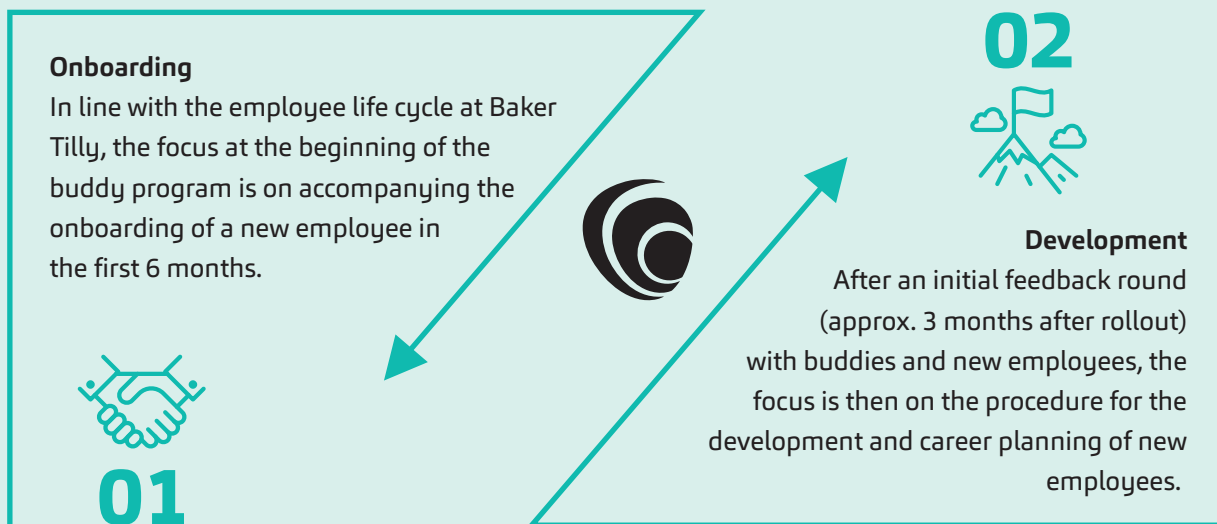 Onboarding
In line with the employee life cycle at Baker
Tilly, the focus at the beginning of the
buddy program is on accompanying the
onboarding of a new employee in
the first 6 months.
01
02
Development
After an initial feedback round
(approx. 3 months after rollout)
with buddies and new employees, the
focus is then on the procedure for the
development and career planning of new
employees.